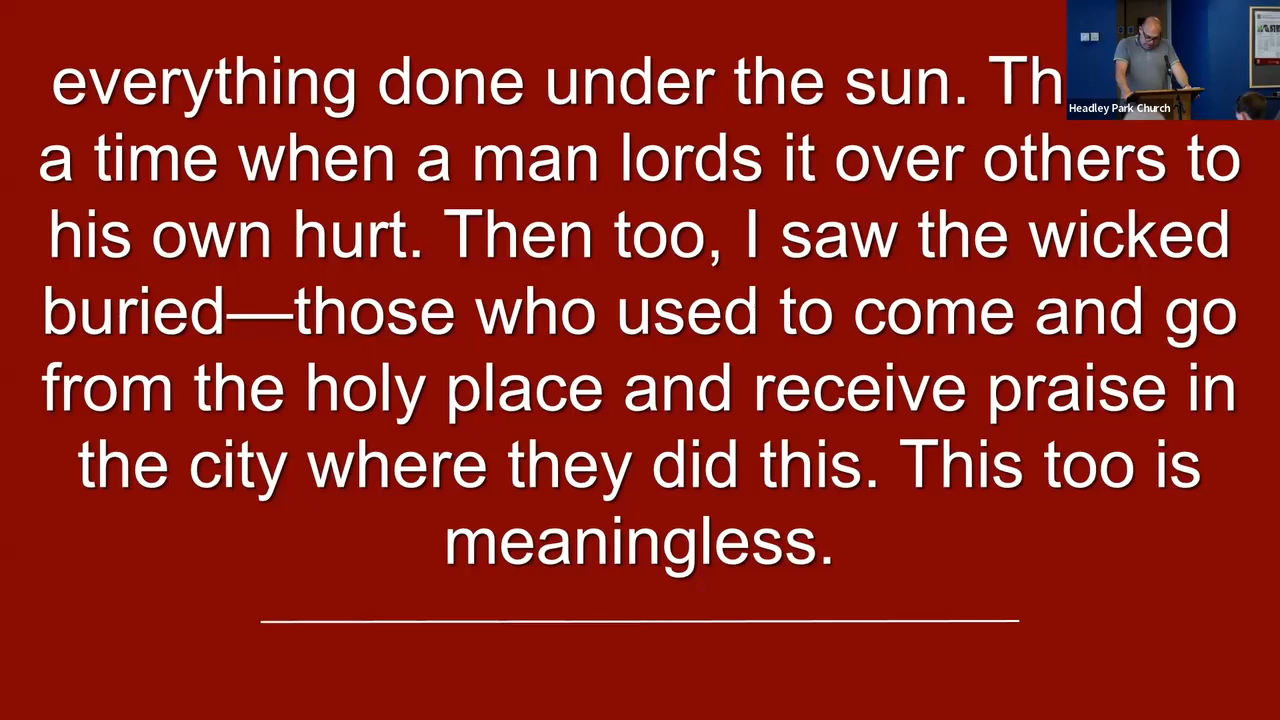 everything done under the sun.
a time when a man lords it over others to
his own hurt. Then too, I saw the wicked
buried—those who used to come and go
from the holy place and receive praise in
the city where they did this. This too is
meaningless.
Headley Park Church